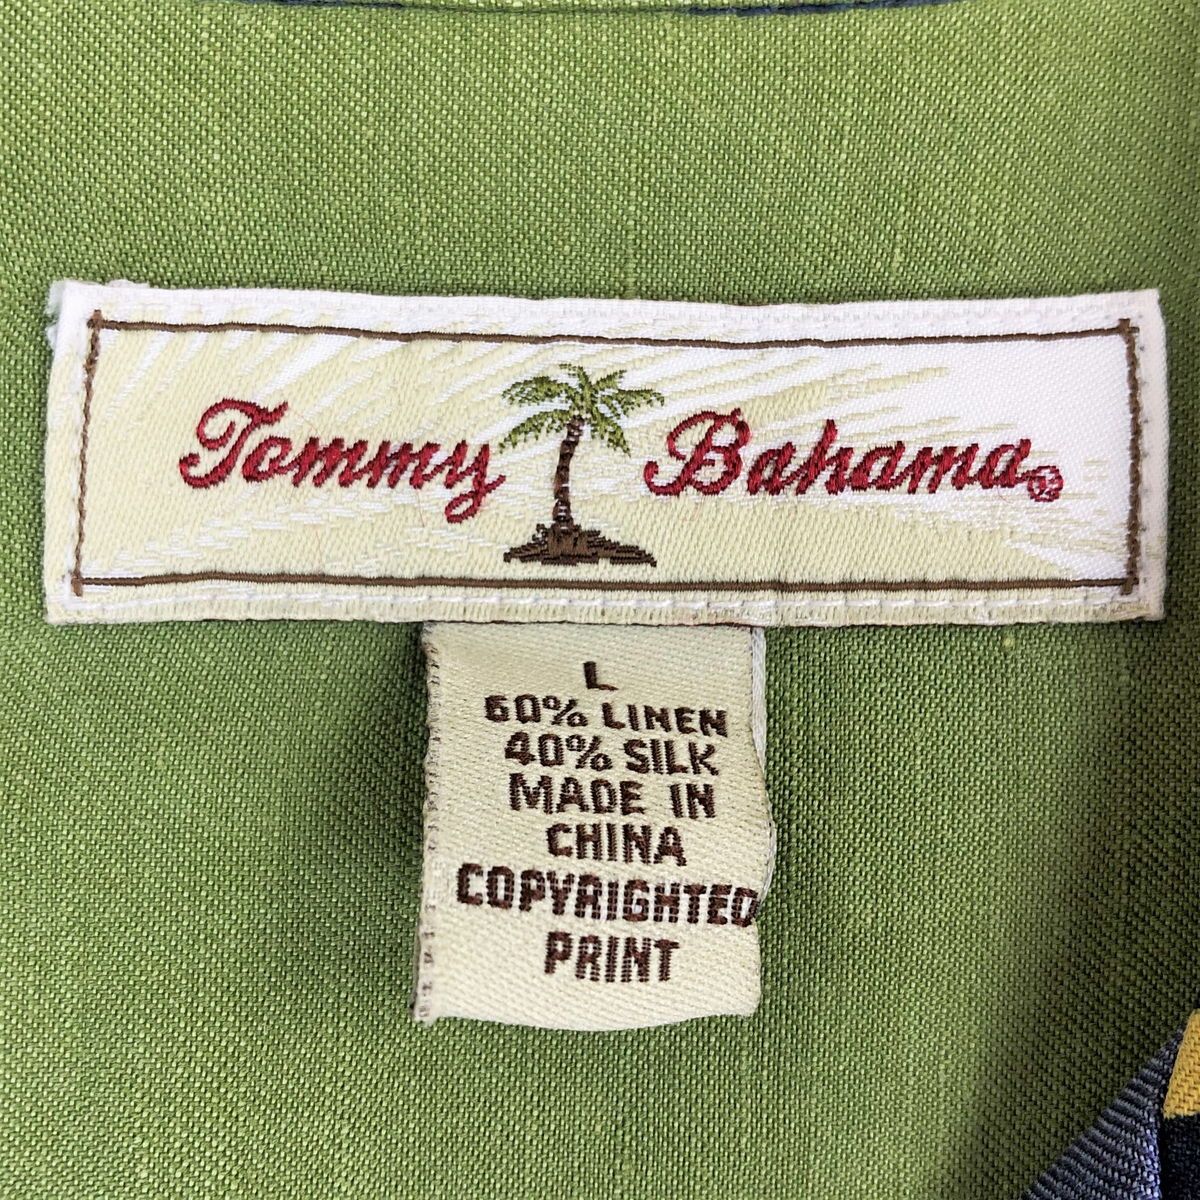 Tommy Bahama®
L
60% LINEN
40% SILK
MADE IN
CHINA
COPYRIGHTED
PRINT